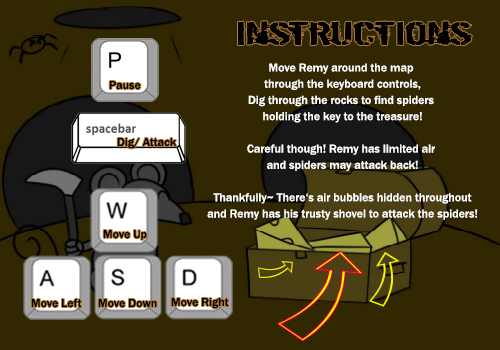 INSTRUCTIONS
P
Pause
spacebar
Dig/ Attack
W
Move Up
A
Move Left
S
Move Down
D
Move Right
Move Remy around the map
through the keyboard controls,
Dig through the rocks to find spiders
holding the key to the treasure!
Careful though! Remy has limited air
and spiders may attack back!
Thankfully~ There's air bubbles hidden throughout
and Remy has his trusty shovel to attack the spiders!